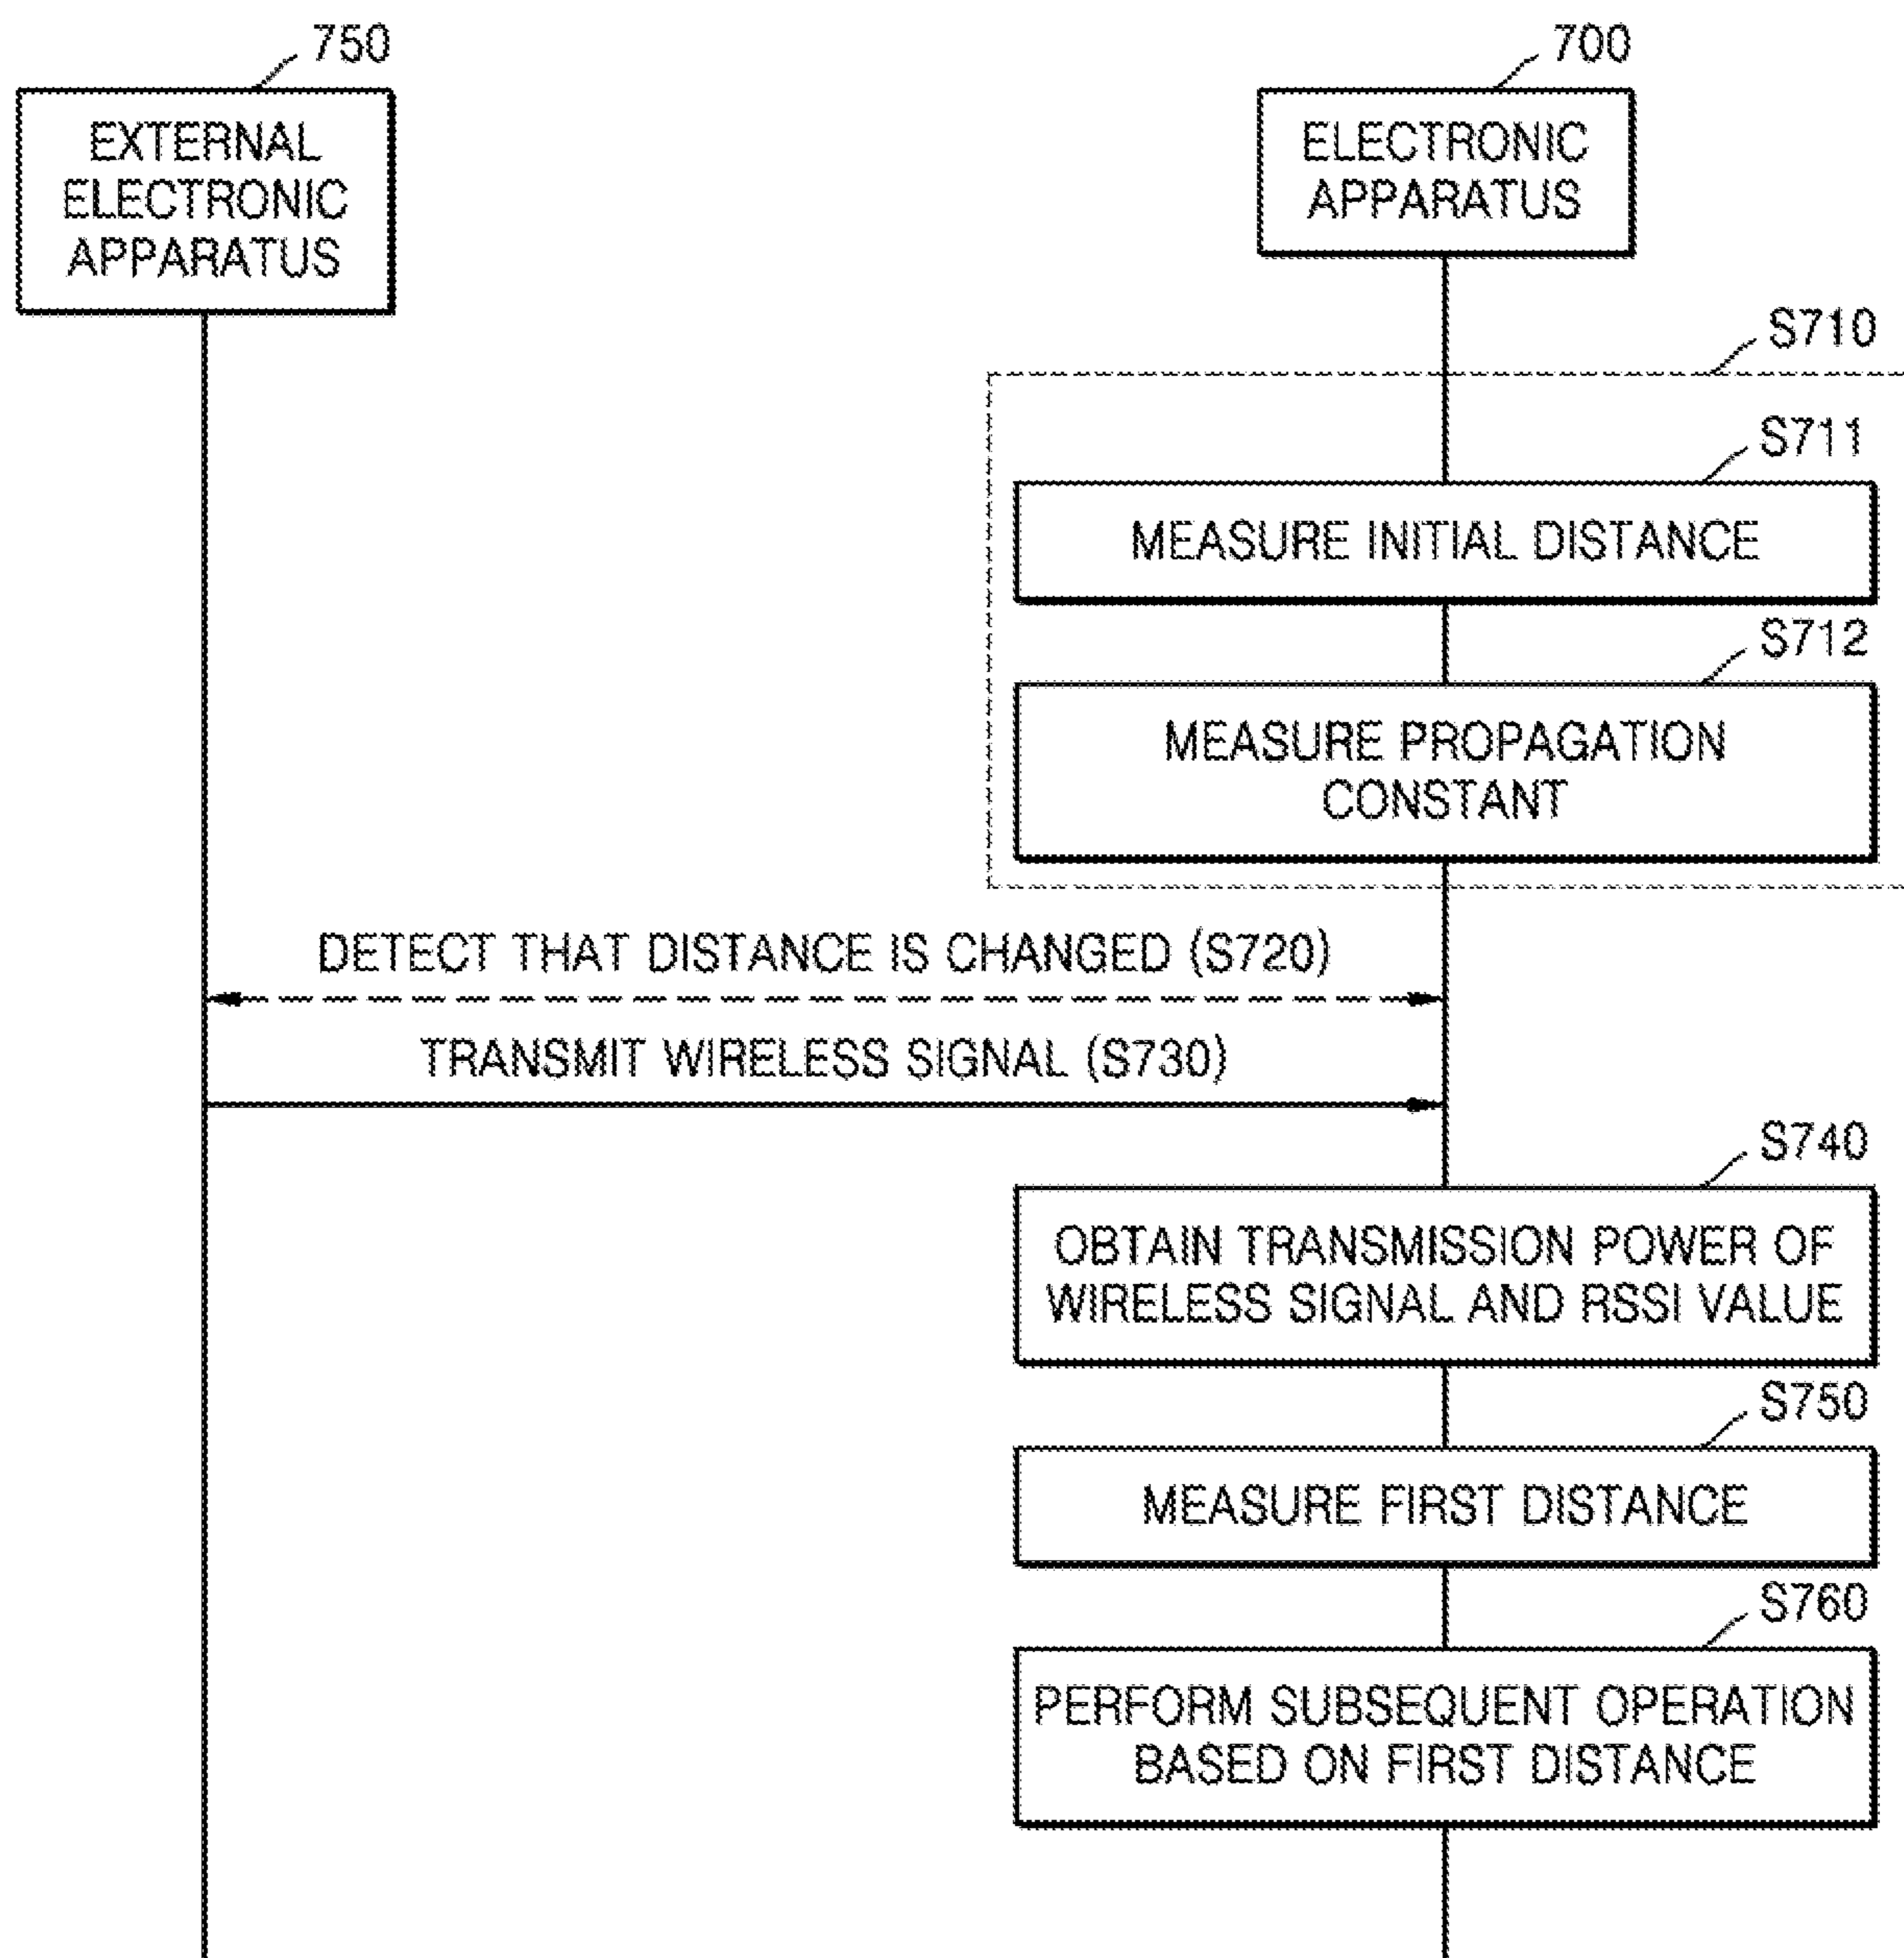 750
EXTERNAL
ELECTRONIC
APPARATUS
700
ELECTRONIC
APPARATUS
S710
S711
MEASURE INITIAL DISTANCE
S712
MEASURE PROPAGATION
CONSTANT
DETECT THAT DISTANCE IS CHANGED (S720)
TRANSMIT WIRELESS SIGNAL (S730)
S740
OBTAIN TRANSMISSION POWER OF
WIRELESS SIGNAL AND RSSI VALUE
S750
MEASURE FIRST DISTANCE
S760
PERFORM SUBSEQUENT OPERATION
BASED ON FIRST DISTANCE